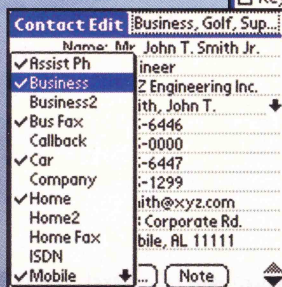 Contact Edit Business, Golf, Sup...
Name: Mr. John T. Smith Jr.
✓Assist Ph ineer
✓Business Z Engineering Inc.
Business2 ith, John T.
✓Bus Fax -6446
Callback -0000
✓Car -6447
Company -1299
✓Home ith@xyz.com
Home2 Corporate Rd.
Home Fax bile, AL 11111
ISDN
✓Mobile ...) Note